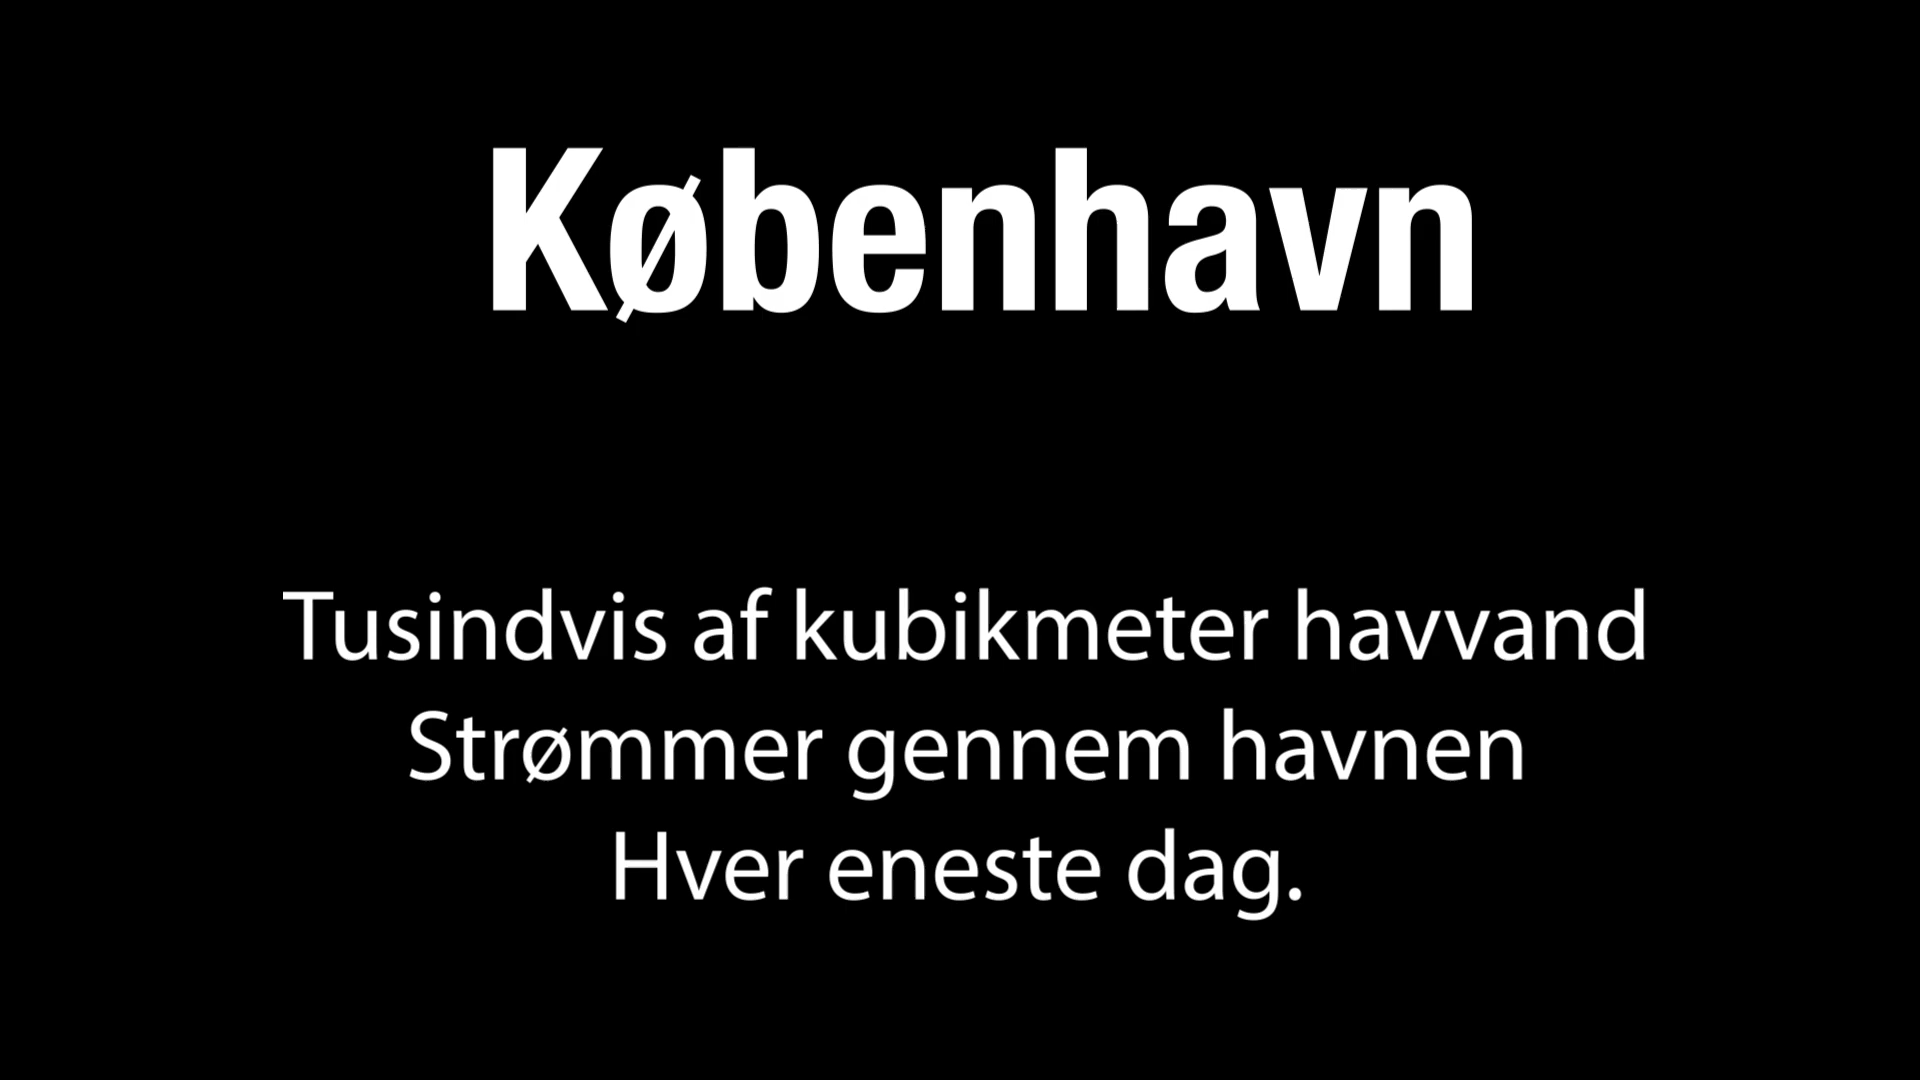 København
Tusindvis af kubikmeter havvand
Strømmer gennem havnen
Hver eneste dag.